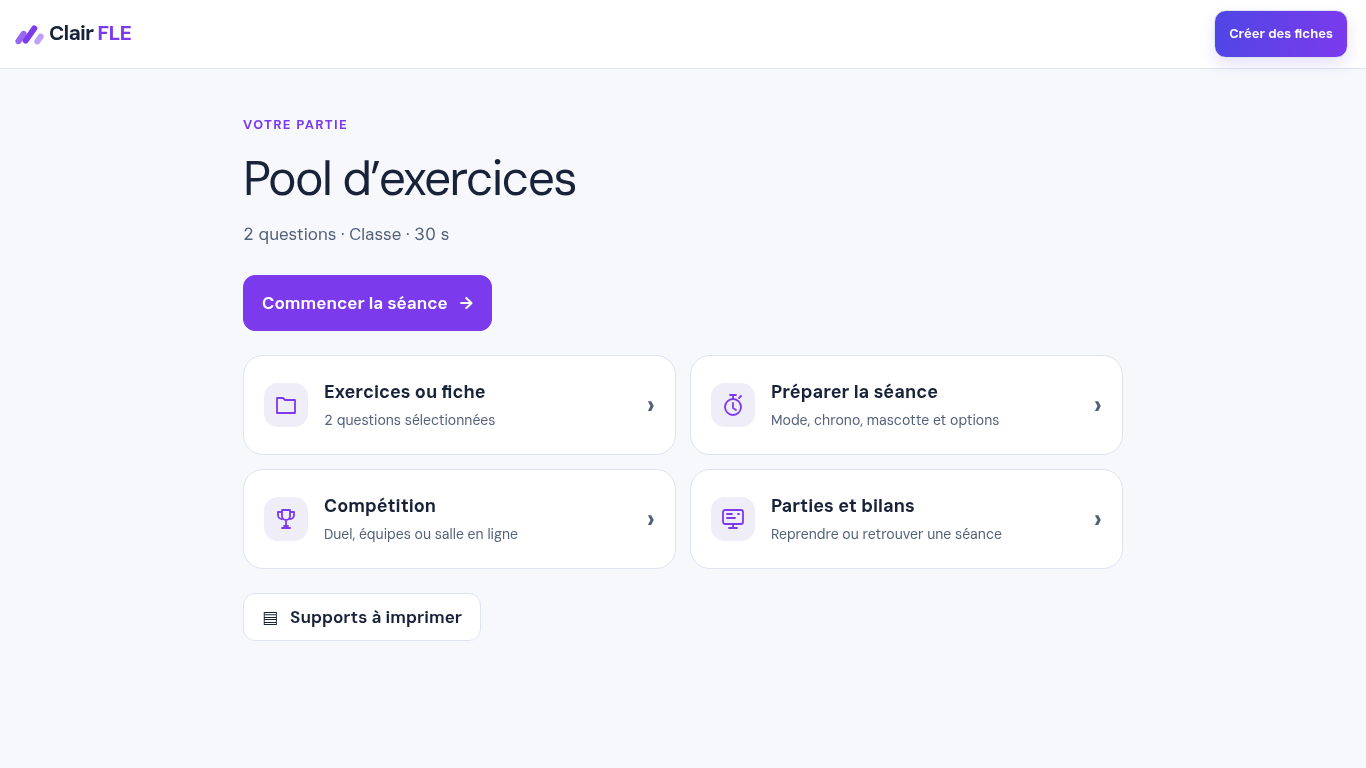 Clair FLE
Créer des fiches
VOTRE PARTIE
Pool d’exercices
2 questions · Classe · 30 s
Commencer la séance →
Exercices ou fiche
2 questions sélectionnées
Préparer la séance
Mode, chrono, mascotte et options
Compétition
Duel, équipes ou salle en ligne
Parties et bilans
Reprendre ou retrouver une séance
Supports à imprimer